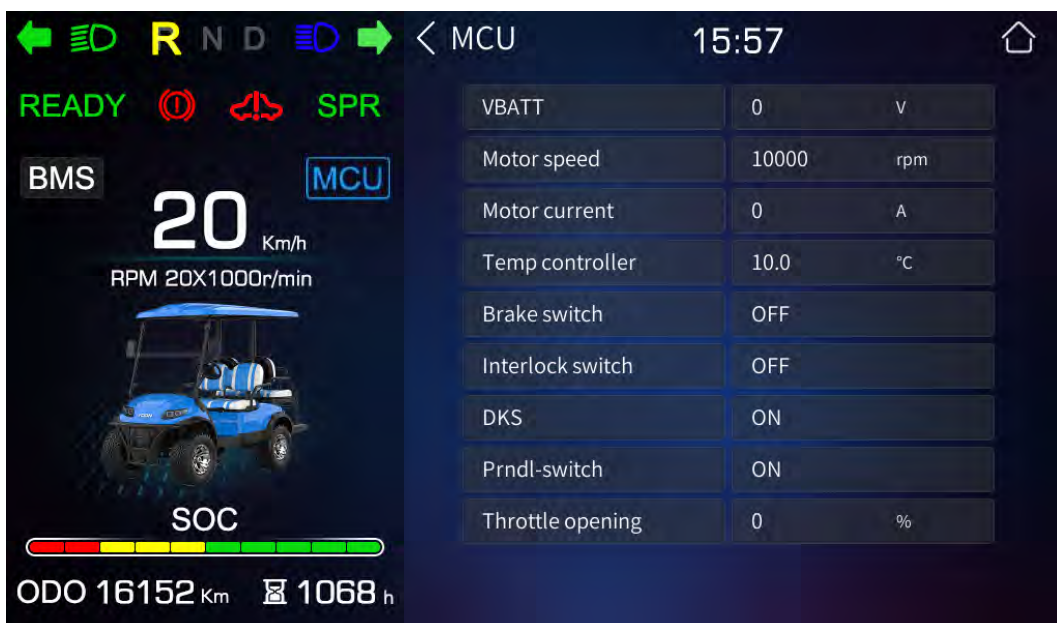 R N D
READY SPR
BMS MCU
20 Km/h
RPM 20X1000r/min
SOC
ODO 16152 Km 1068 h
MCU 15:57
VBATT 0 V
Motor speed 10000 rpm
Motor current 0 A
Temp controller 10.0 °C
Brake switch OFF
Interlock switch OFF
DKS ON
Prndl-switch ON
Throttle opening 0 %